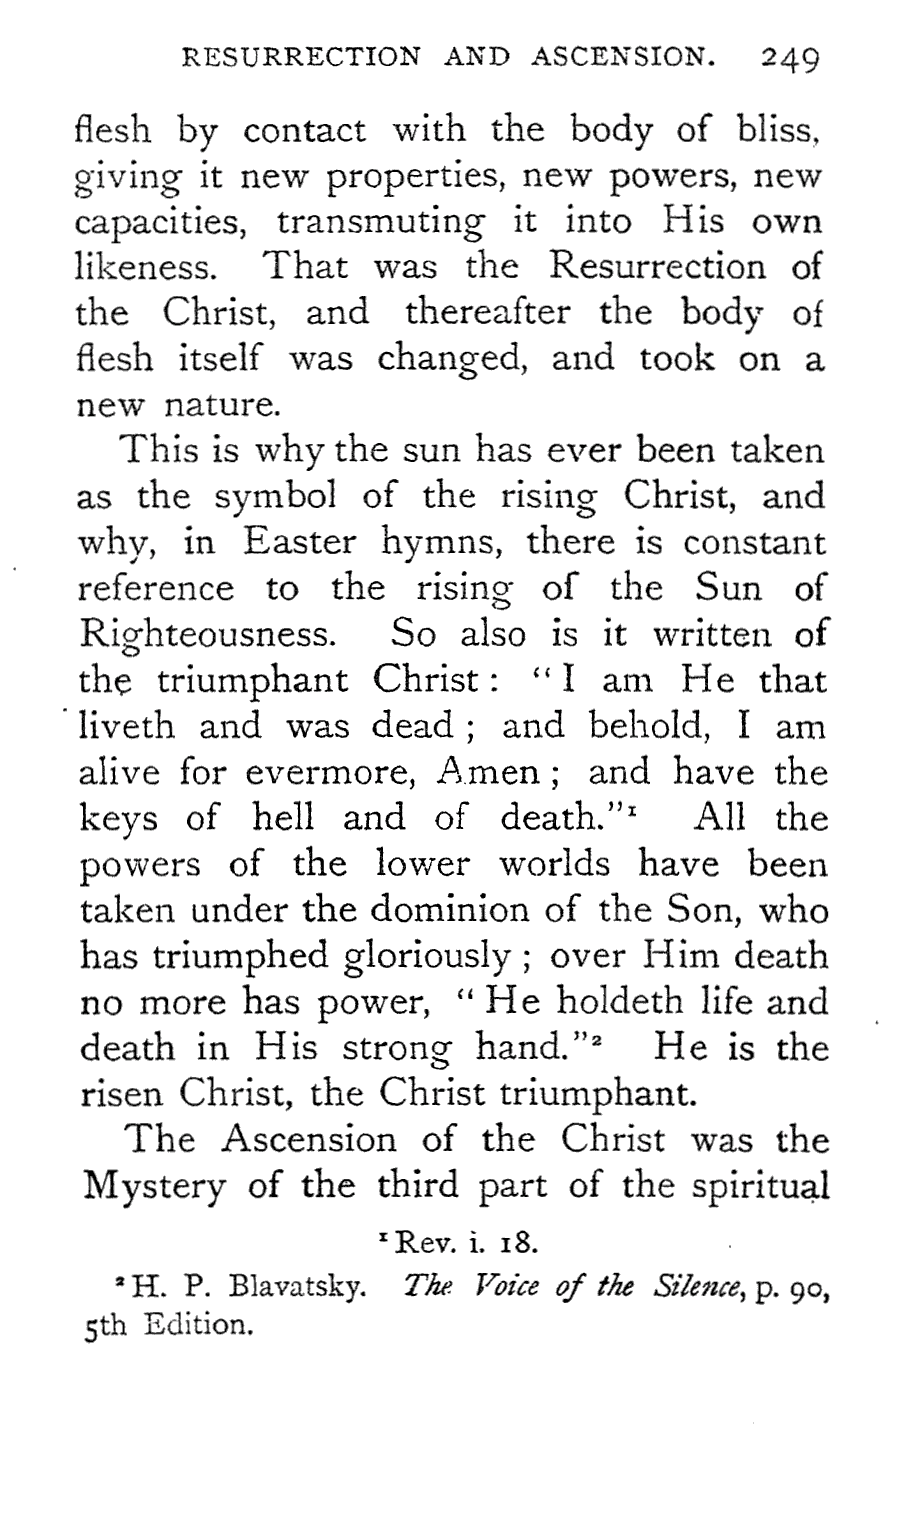 RESURRECTION AND ASCENSION. 249
flesh by contact with the body of bliss,
giving it new properties, new powers, new
capacities, transmuting it into His own
likeness. That was the Resurrection of
the Christ, and thereafter the body of
flesh itself was changed, and took on a
new nature.
This is why the sun has ever been taken
as the symbol of the rising Christ, and
why, in Easter hymns, there is constant
reference to the rising of the Sun of
Righteousness. So also is it written of
the triumphant Christ : “ I am He that
liveth and was dead ; and behold, I am
alive for evermore, Amen ; and have the
keys of hell and of death.”¹ All the
powers of the lower worlds have been
taken under the dominion of the Son, who
has triumphed gloriously ; over Him death
no more has power, “ He holdeth life and
death in His strong hand.”² He is the
risen Christ, the Christ triumphant.
The Ascension of the Christ was the
Mystery of the third part of the spiritual
¹ Rev. i. 18.
² H. P. Blavatsky. The Voice of the Silence, p. 90,
5th Edition.